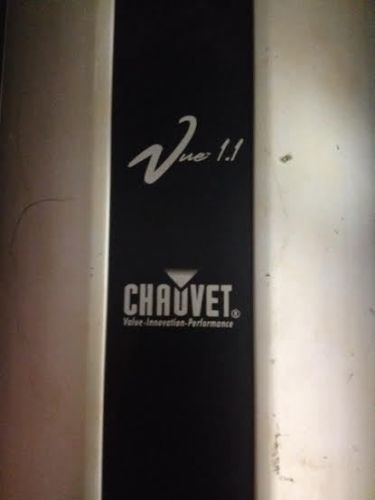 Vue 1.1
CHAUVET®
Value-Innovation-Performance